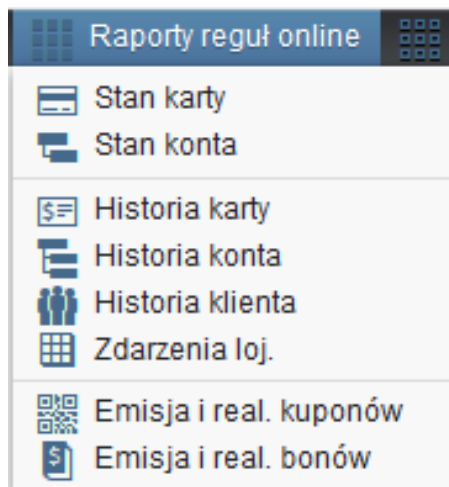 Raporty reguł online
Stan karty
Stan konta
Historia karty
Historia konta
Historia klienta
Zdarzenia loj.
Emisja i real. kuponów
Emisja i real. bonów